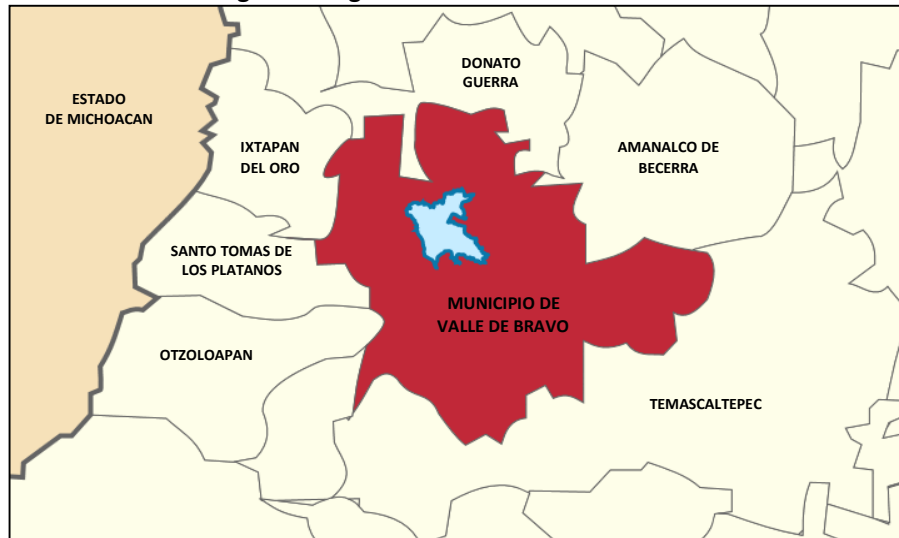 DONATO
GUERRA
ESTADO
DE MICHOACAN
IXTAPAN
DEL ORO
AMANALCO DE
BECERRA
SANTO TOMAS DE
LOS PLATANOS
MUNICIPIO DE
VALLE DE BRAVO
OTZOLOAPAN
TEMASCALTEPEC